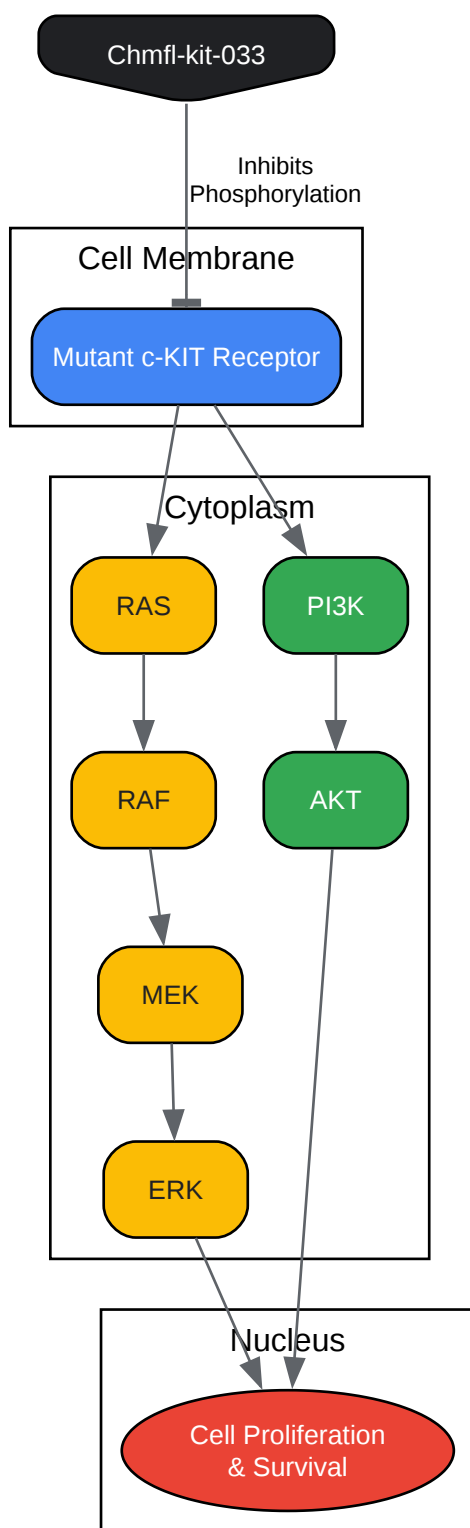 Chmfl-kit-033
Inhibits
Phosphorylation
Cell Membrane
Mutant c-KIT Receptor
Cytoplasm
RAS
PI3K
RAF
AKT
MEK
ERK
Nucleus
Cell Proliferation
& Survival